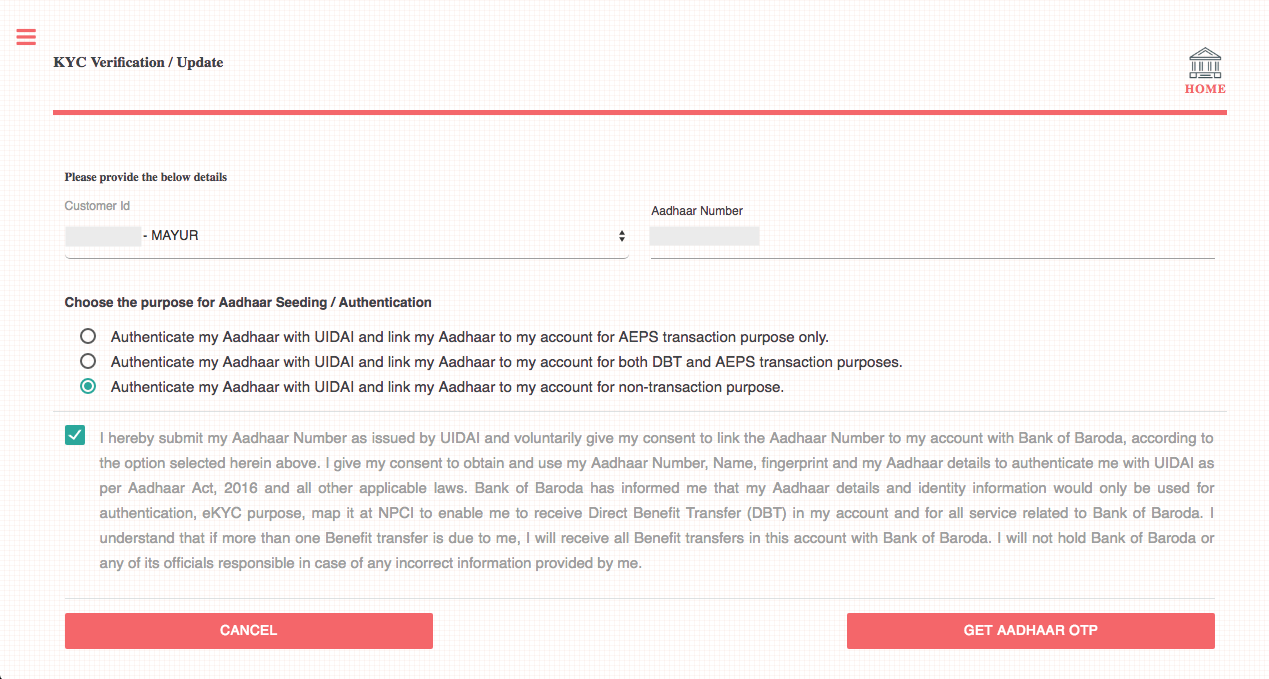 KYC Verification / Update
HOME
Please provide the below details
Customer Id
- MAYUR
Aadhaar Number
Choose the purpose for Aadhaar Seeding / Authentication
Authenticate my Aadhaar with UIDAI and link my Aadhaar to my account for AEPS transaction purpose only.
Authenticate my Aadhaar with UIDAI and link my Aadhaar to my account for both DBT and AEPS transaction purposes.
Authenticate my Aadhaar with UIDAI and link my Aadhaar to my account for non-transaction purpose.
I hereby submit my Aadhaar Number as issued by UIDAI and voluntarily give my consent to link the Aadhaar Number to my account with Bank of Baroda, according to
the option selected herein above. I give my consent to obtain and use my Aadhaar Number, Name, fingerprint and my Aadhaar details to authenticate me with UIDAI as
per Aadhaar Act, 2016 and all other applicable laws. Bank of Baroda has informed me that my Aadhaar details and identity information would only be used for
authentication, eKYC purpose, map it at NPCI to enable me to receive Direct Benefit Transfer (DBT) in my account and for all service related to Bank of Baroda. I
understand that if more than one Benefit transfer is due to me, I will receive all Benefit transfers in this account with Bank of Baroda. I will not hold Bank of Baroda or
any of its officials responsible in case of any incorrect information provided by me.
CANCEL
GET AADHAAR OTP